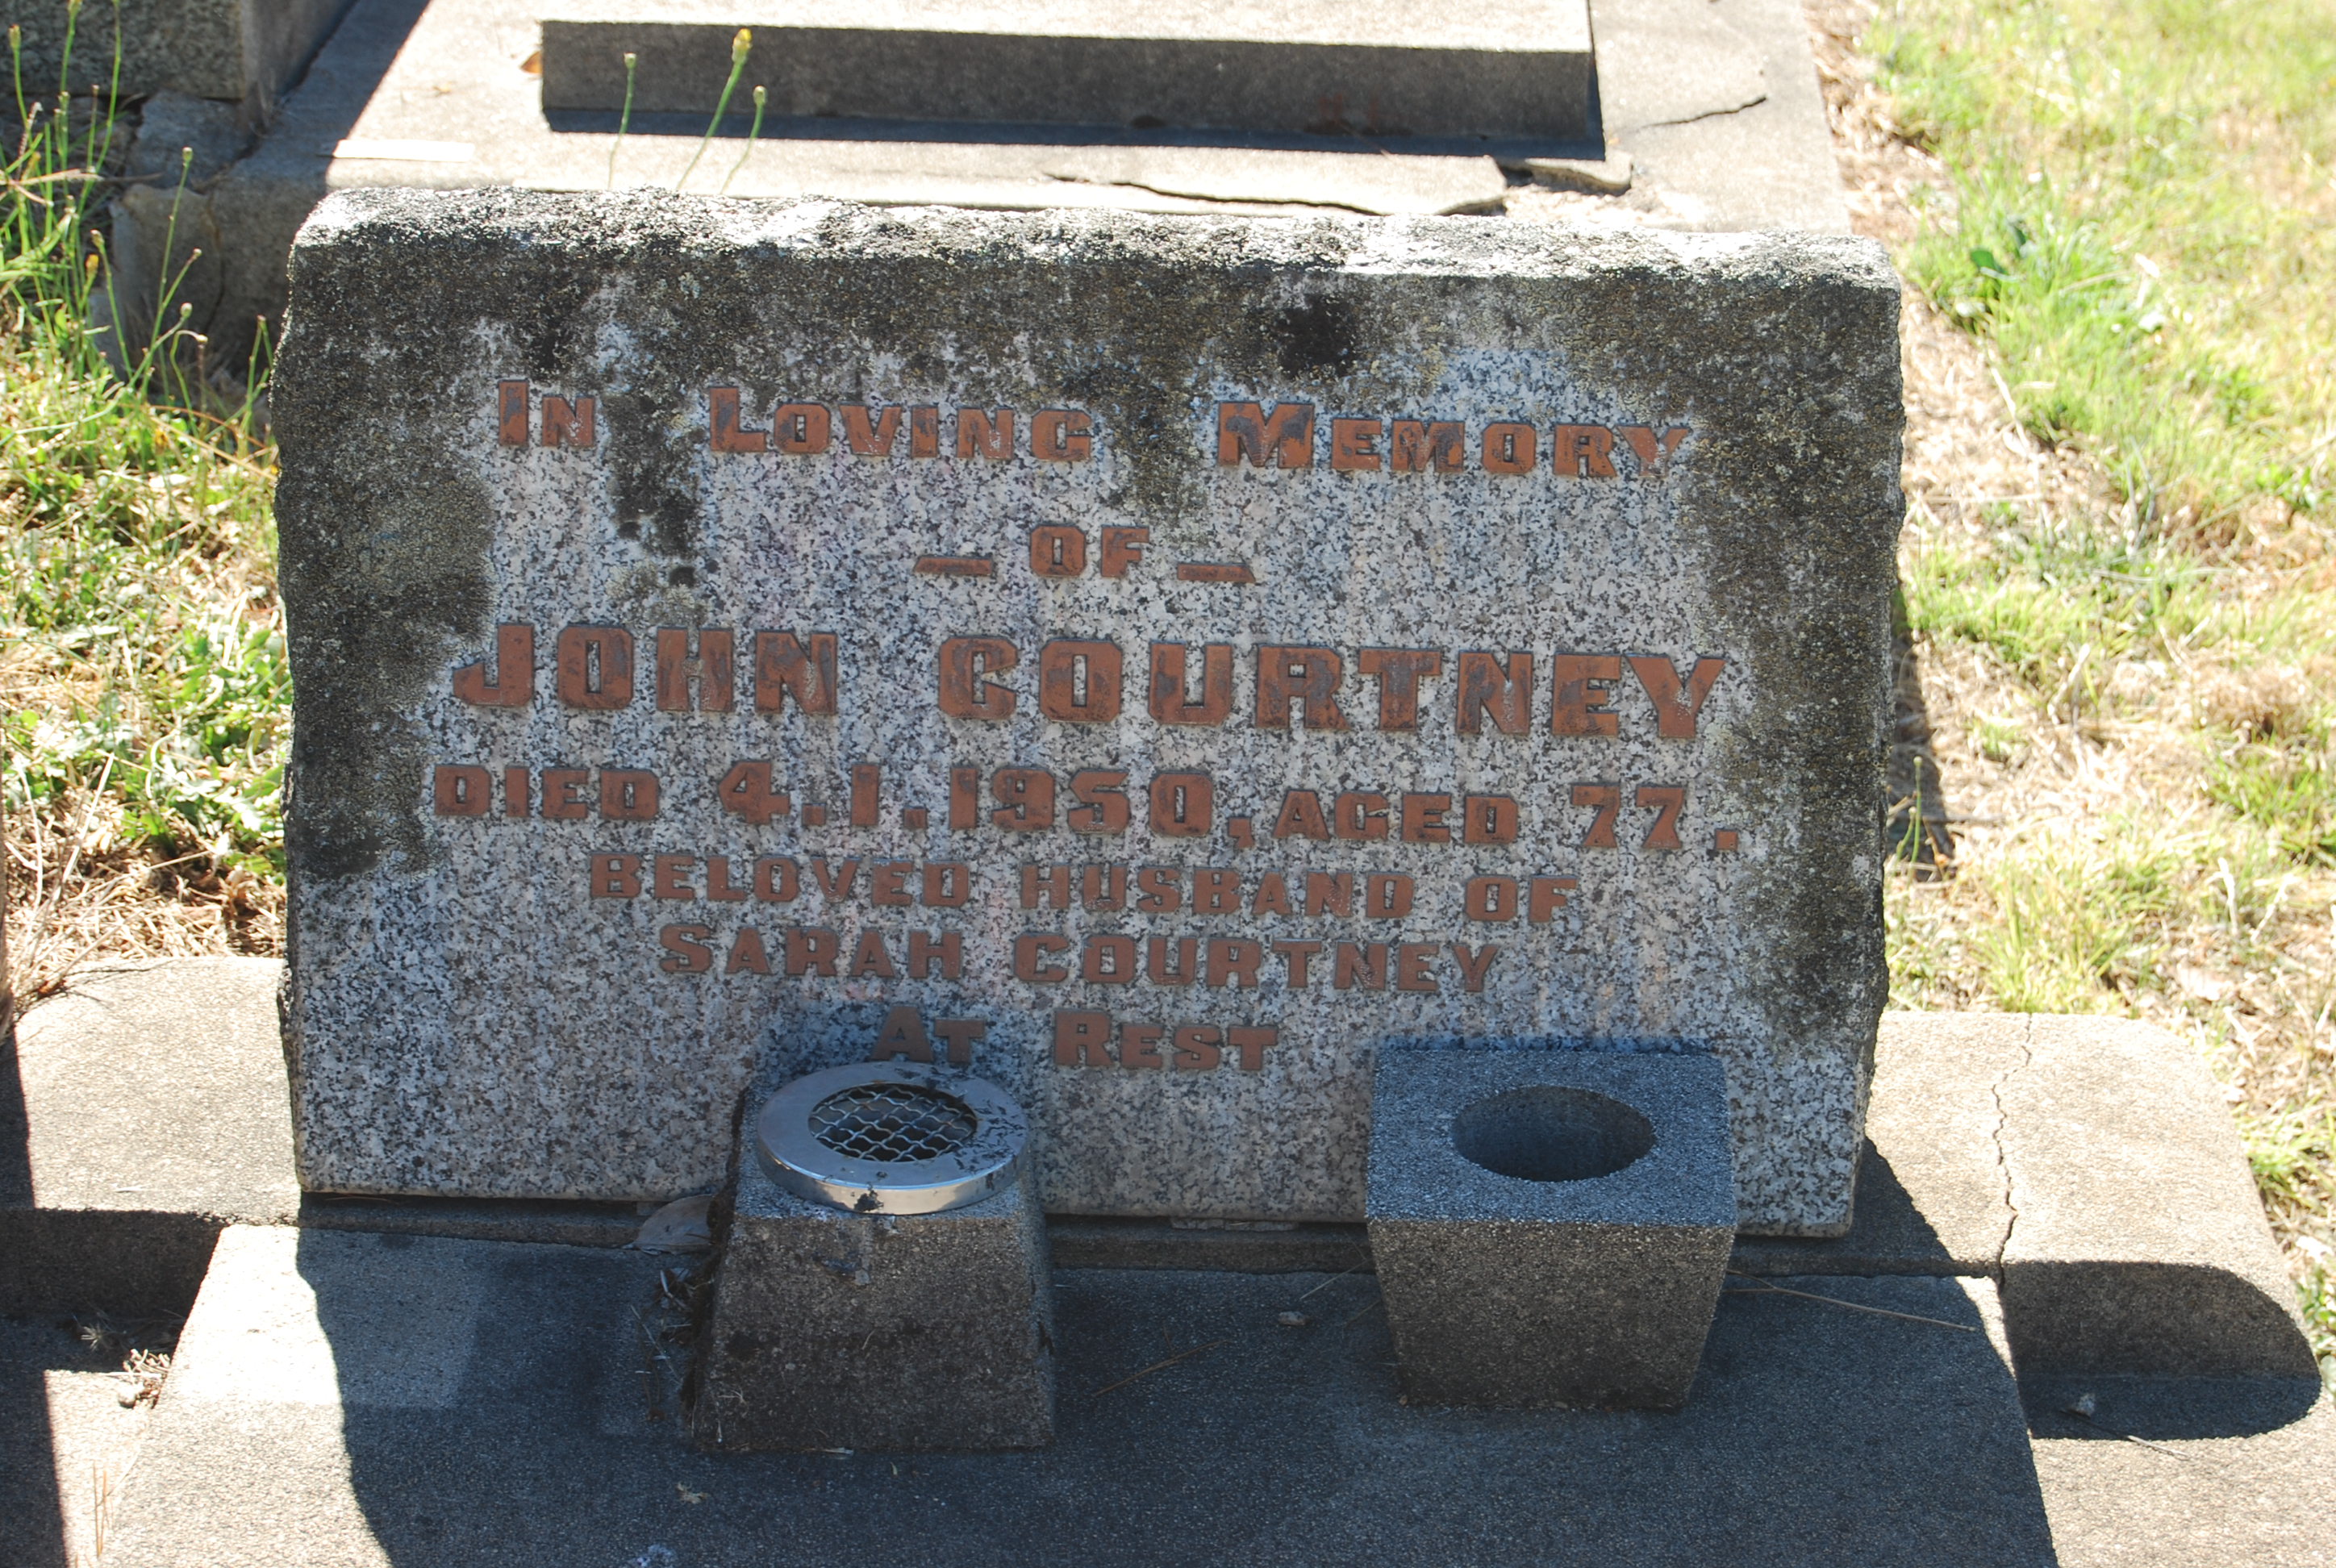 IN LOVING MEMORY
— OF —
JOHN COURTNEY
DIED 4.1.1950, AGED 77.
BELOVED HUSBAND OF
SARAH COURTNEY
AT REST